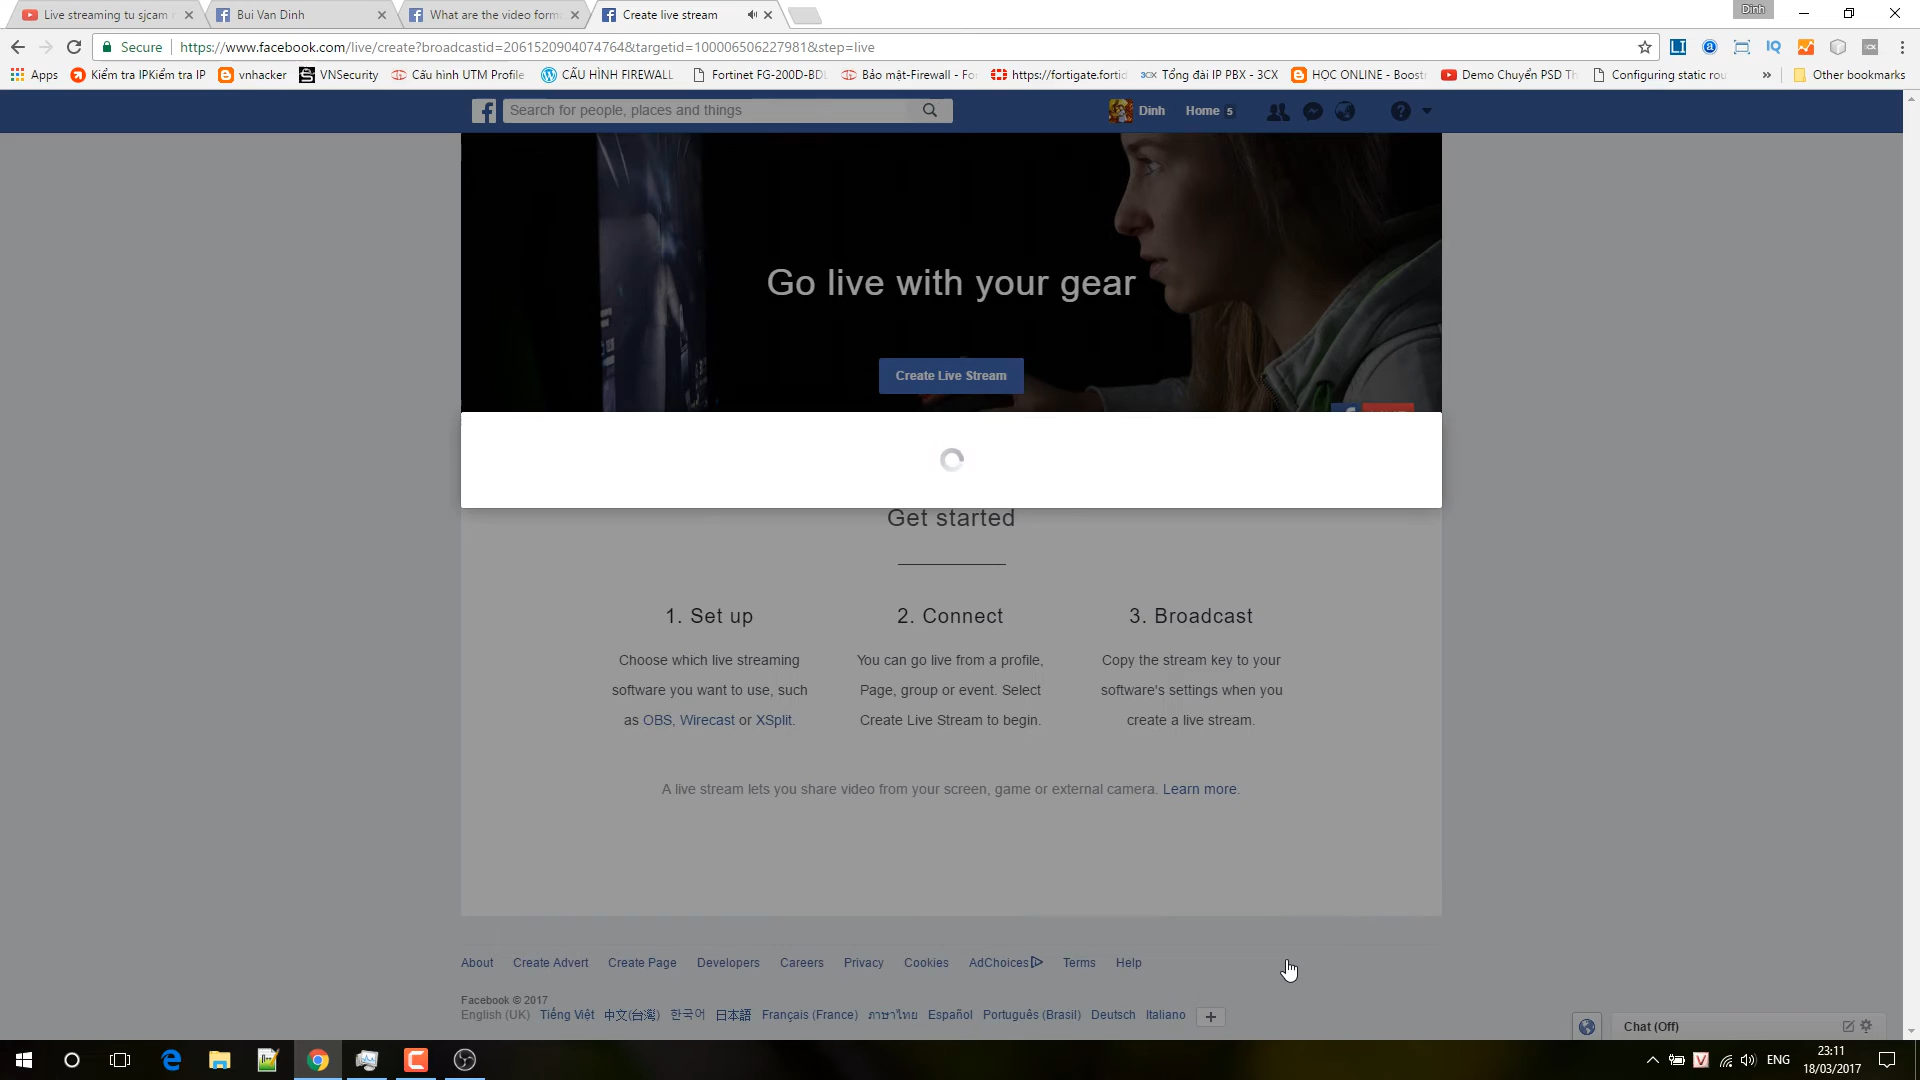 Live streaming tu sjcam
Bui Van Dinh
What are the video form
Create live stream
Dinh
Secure
https://www.facebook.com/live/create?broadcastid=2061520904074764&targetid=100006506227981&step=live
Apps
Kiểm tra IPKiểm tra IP
vnhacker
VNSecurity
Cấu hình UTM Profile
CẤU HÌNH FIREWALL
Fortinet FG-200D-BDL
Bảo mật-Firewall - Fo
https://fortigate.fortid
3CX Tổng đài IP PBX - 3CX
HỌC ONLINE - Boost
Demo Chuyển PSD Th
Configuring static rou
»
Other bookmarks
Search for people, places and things
Dinh
Home 5
Go live with your gear
Create Live Stream
Get started
1. Set up
Choose which live streaming
software you want to use, such
as OBS, Wirecast or XSplit.
2. Connect
You can go live from a profile,
Page, group or event. Select
Create Live Stream to begin.
3. Broadcast
Copy the stream key to your
software's settings when you
create a live stream.
A live stream lets you share video from your screen, game or external camera. Learn more.
About Create Advert Create Page Developers Careers Privacy Cookies AdChoices Terms Help
Facebook © 2017
English (UK) Tiếng Việt 中文(台灣) 한국어 日本語 Français (France) ภาษาไทย Español Português (Brasil) Deutsch Italiano
Chat (Off)
ENG
23:11
18/03/2017